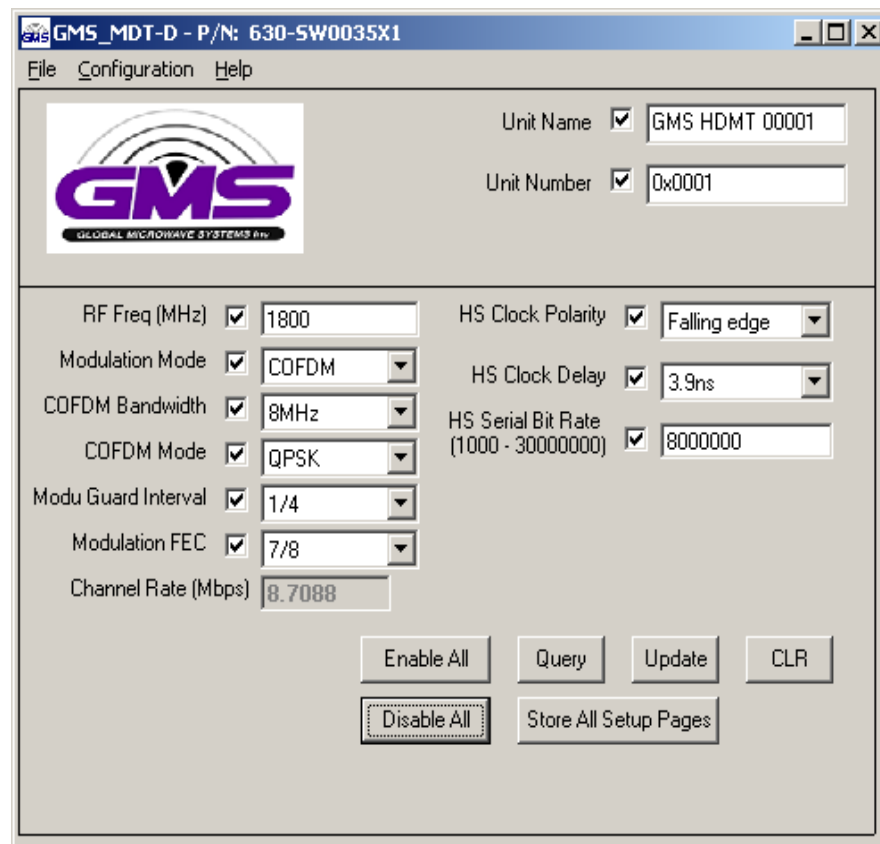 GMS_MDT-D - P/N: 630-SW0035X1
File Configuration Help
GMS
GLOBAL MICROWAVE SYSTEMS Inc
Unit Name GMS HDMT 00001
Unit Number 0x0001
RF Freq (MHz) 1800
Modulation Mode COFDM
COFDM Bandwidth 8MHz
COFDM Mode QPSK
Modu Guard Interval 1/4
Modulation FEC 7/8
Channel Rate (Mbps) 8.7088
HS Clock Polarity Falling edge
HS Clock Delay 3.9ns
HS Serial Bit Rate
(1000 - 30000000) 8000000
Enable All Query Update CLR
Disable All Store All Setup Pages